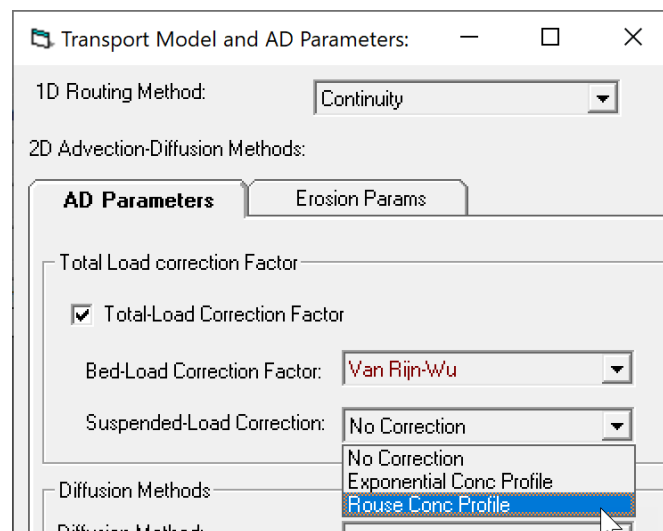 Transport Model and AD Parameters:
1D Routing Method: Continuity
2D Advection-Diffusion Methods:
AD Parameters Erosion Params
Total Load correction Factor
Total-Load Correction Factor
Bed-Load Correction Factor: Van Rijn-Wu
Suspended-Load Correction: No Correction
No Correction
Exponential Conc Profile
Rouse Conc Profile
Diffusion Methods
Diffusion Method: